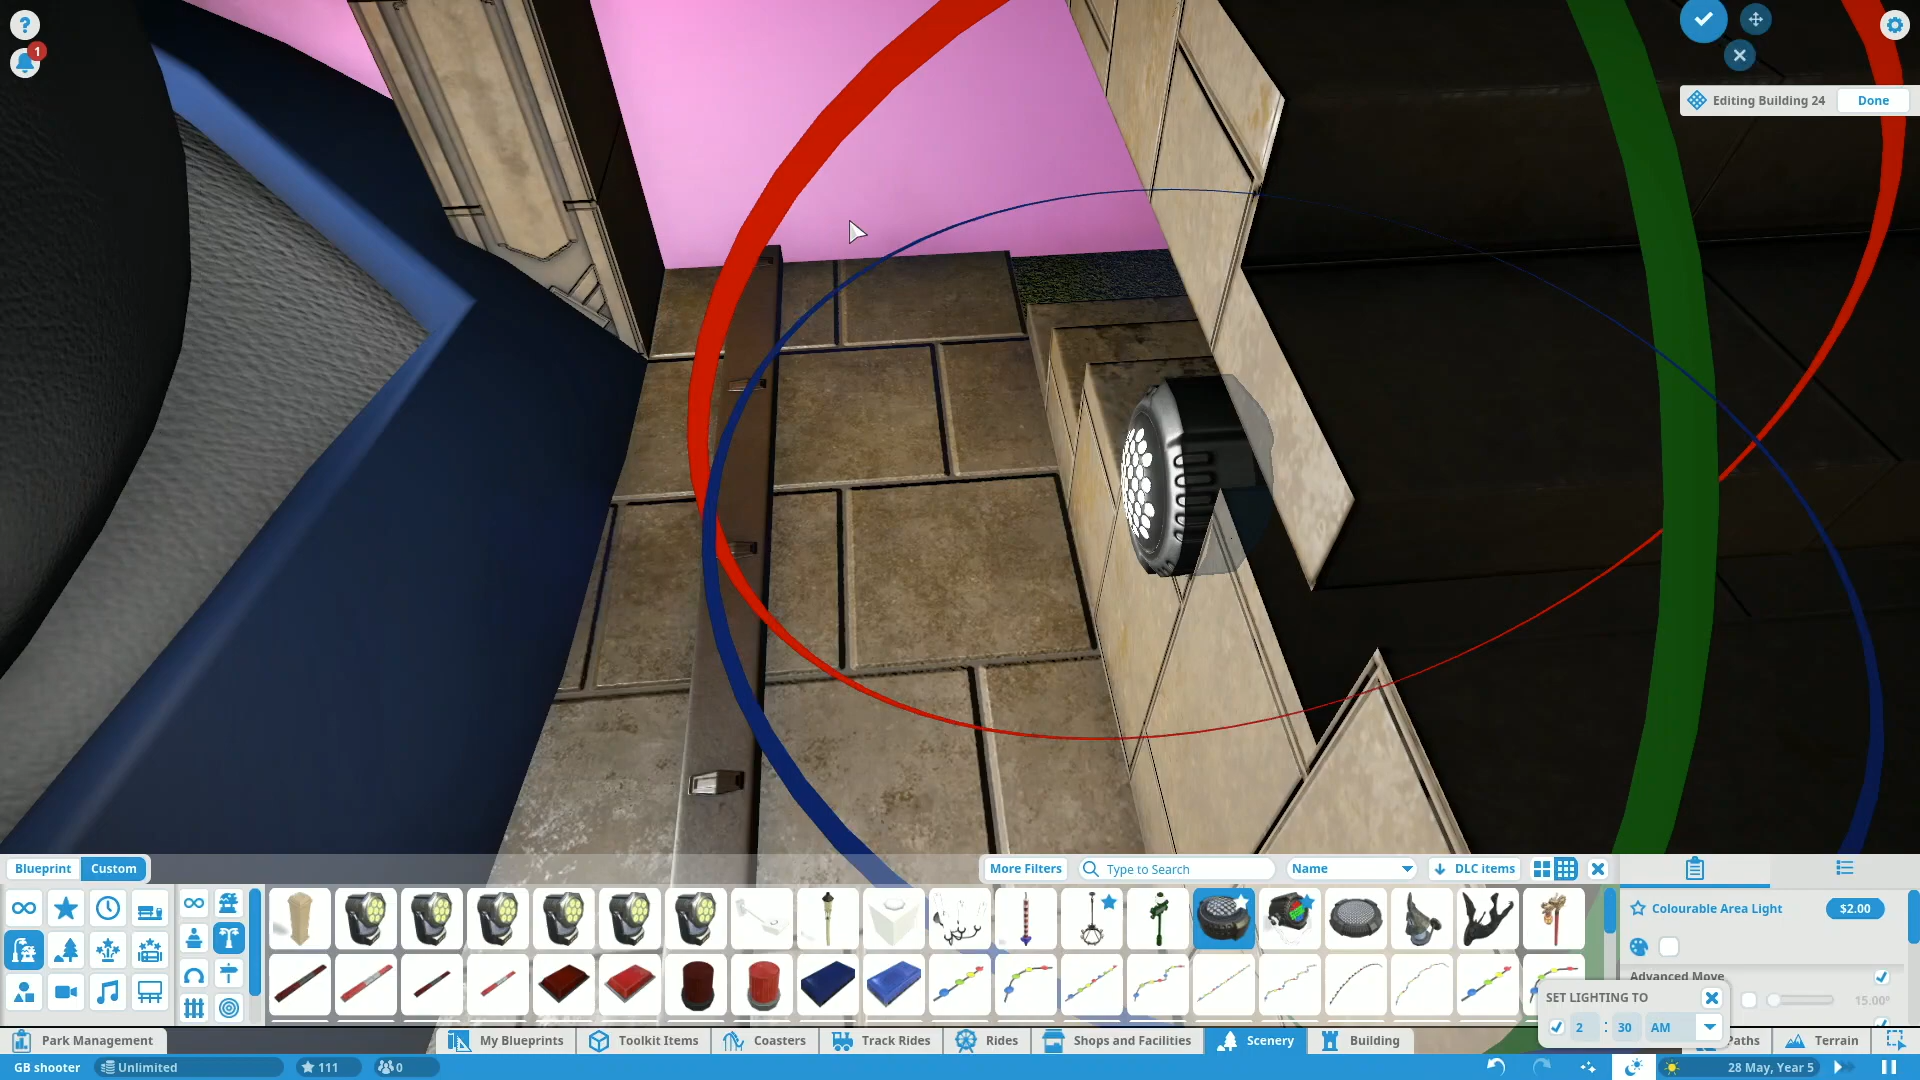 ?
1
Editing Building 24
Done
Blueprint
Custom
More Filters
Type to Search
Name
DLC items
Colourable Area Light
$2.00
Advanced Move
15.00°
SET LIGHTING TO
2 : 30 AM
Park Management
My Blueprints
Toolkit Items
Coasters
Track Rides
Rides
Shops and Facilities
Scenery
Building
Paths
Terrain
GB shooter
Unlimited
111
0
28 May, Year 5